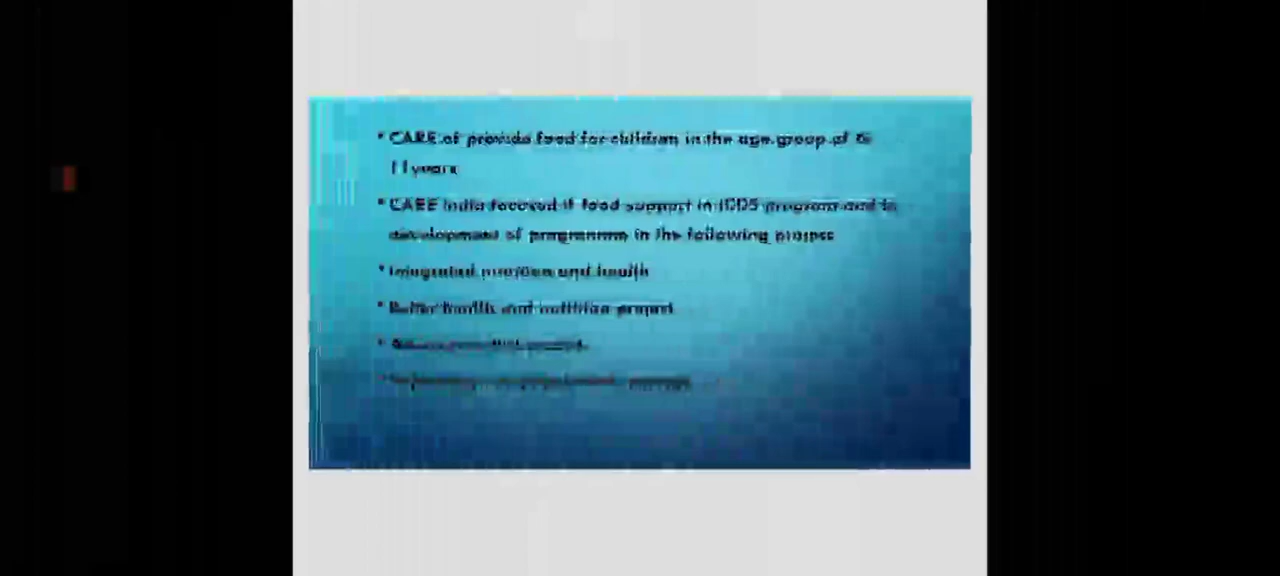 • CARE of provide food for children in the age group of 6-
11years
• CARE India focused it food support in ICDS program and in
development of programme in the following project
• Integrated nutrition and health
• Better health and nutrition project